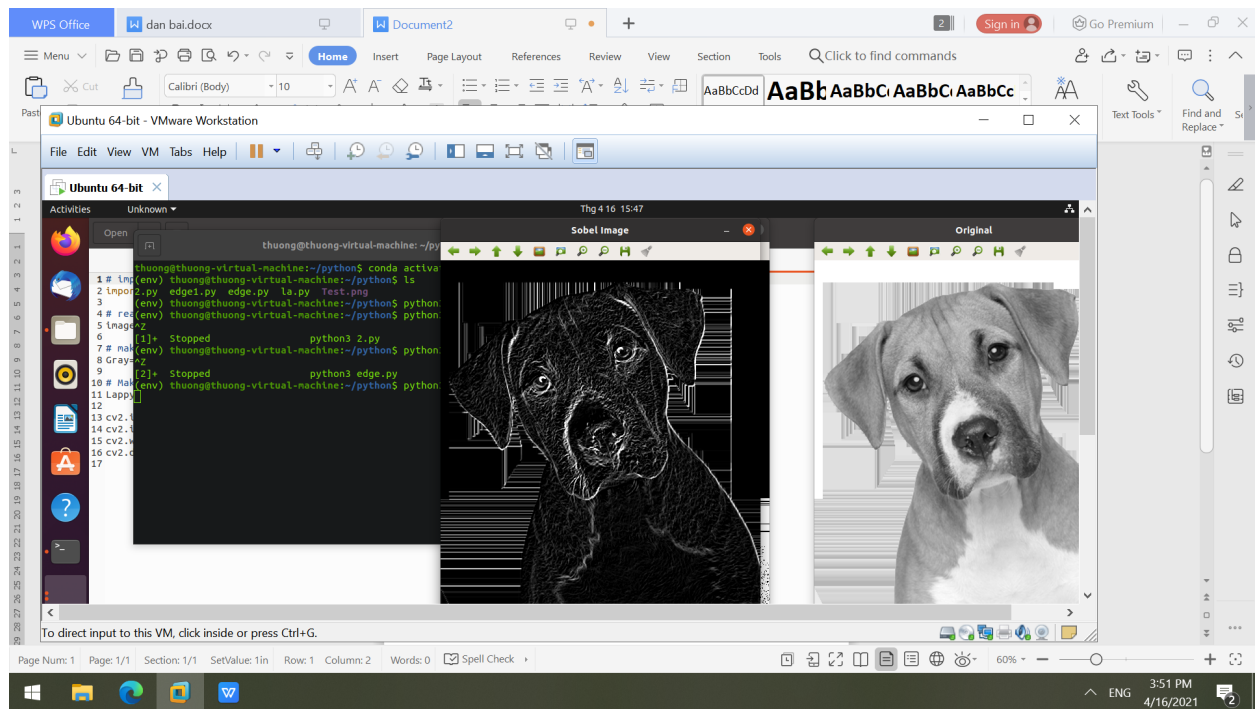 WPS Office dan bai.docx Document2 + 2 Sign in Go Premium
Menu Home Insert Page Layout References Review View Section Tools Click to find commands
Cut Calibri (Body) 10 AaBbCcDd AaBb AaBbC AaBbC AaBbCc Text Tools Find and Replace
Past
Ubuntu 64-bit - VMware Workstation
File Edit View VM Tabs Help
Ubuntu 64-bit
Activities Unknown Thg 4 16 15:47
Open
thuong@thuong-virtual-machine: ~/py
Sobel Image
Original
1 # imp
2 impor
3
4 # rea
5 image
6
7 # mak
8 Gray=
9
10 # Mak
11 Lappy
12
13 cv2.i
14 cv2.i
15 cv2.w
16 cv2.c
17
thuong@thuong-virtual-machine:~/python$ conda activa
(env) thuong@thuong-virtual-machine:~/python$ ls
2.py edge1.py edge.py la.py Test.png
(env) thuong@thuong-virtual-machine:~/python$ python
(env) thuong@thuong-virtual-machine:~/python$ python
^Z
[1]+ Stopped python3 2.py
(env) thuong@thuong-virtual-machine:~/python$ python
^Z
[2]+ Stopped python3 edge.py
(env) thuong@thuong-virtual-machine:~/python$ python
To direct input to this VM, click inside or press Ctrl+G.
Page Num: 1 Page: 1/1 Section: 1/1 SetValue: 1in Row: 1 Column: 2 Words: 0 Spell Check 60%
ENG 3:51 PM
4/16/2021 2